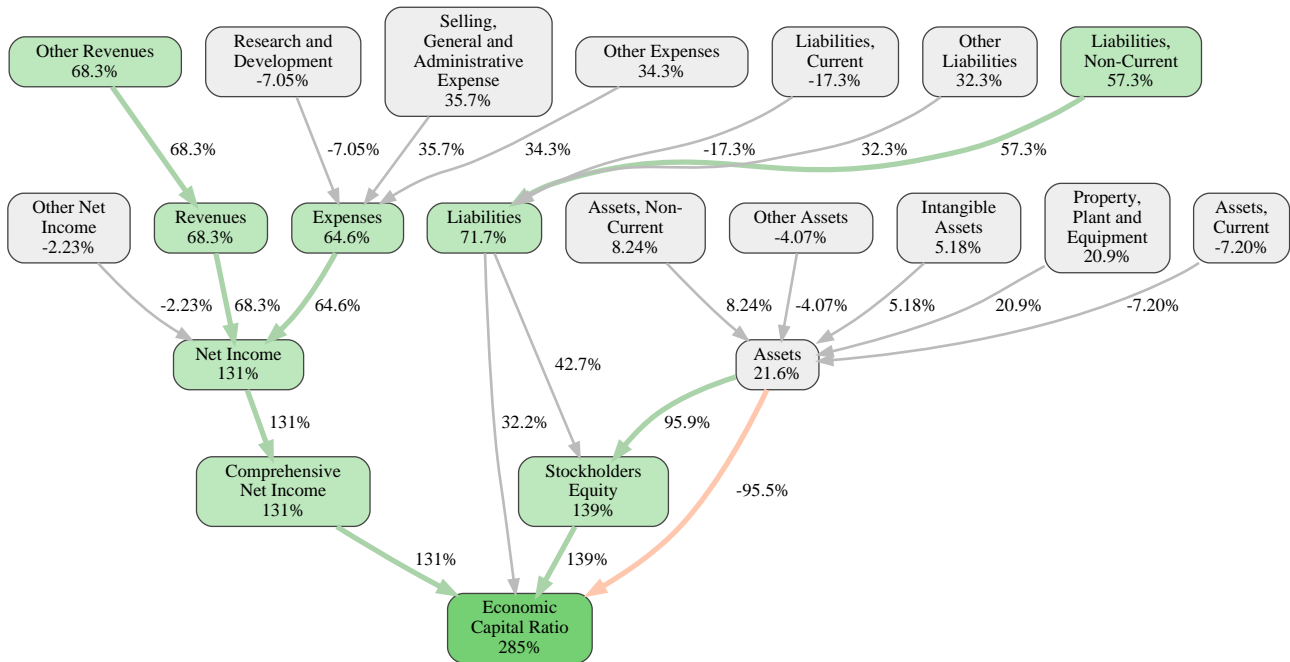 Other Revenues
68.3%
Research and
Development
-7.05%
Selling,
General and
Administrative
Expense
35.7%
Other Expenses
34.3%
Liabilities,
Current
-17.3%
Other
Liabilities
32.3%
Liabilities,
Non-Current
57.3%
68.3%
-7.05%
35.7%
34.3%
-17.3%
32.3%
57.3%
Other Net
Income
-2.23%
Revenues
68.3%
Expenses
64.6%
Liabilities
71.7%
Assets, Non-
Current
8.24%
Other Assets
-4.07%
Intangible
Assets
5.18%
Property,
Plant and
Equipment
20.9%
Assets,
Current
-7.20%
-2.23%
68.3%
64.6%
8.24%
-4.07%
5.18%
20.9%
-7.20%
Net Income
131%
Assets
21.6%
42.7%
131%
32.2%
95.9%
Comprehensive
Net Income
131%
Stockholders
Equity
139%
-95.5%
131%
139%
Economic
Capital Ratio
285%